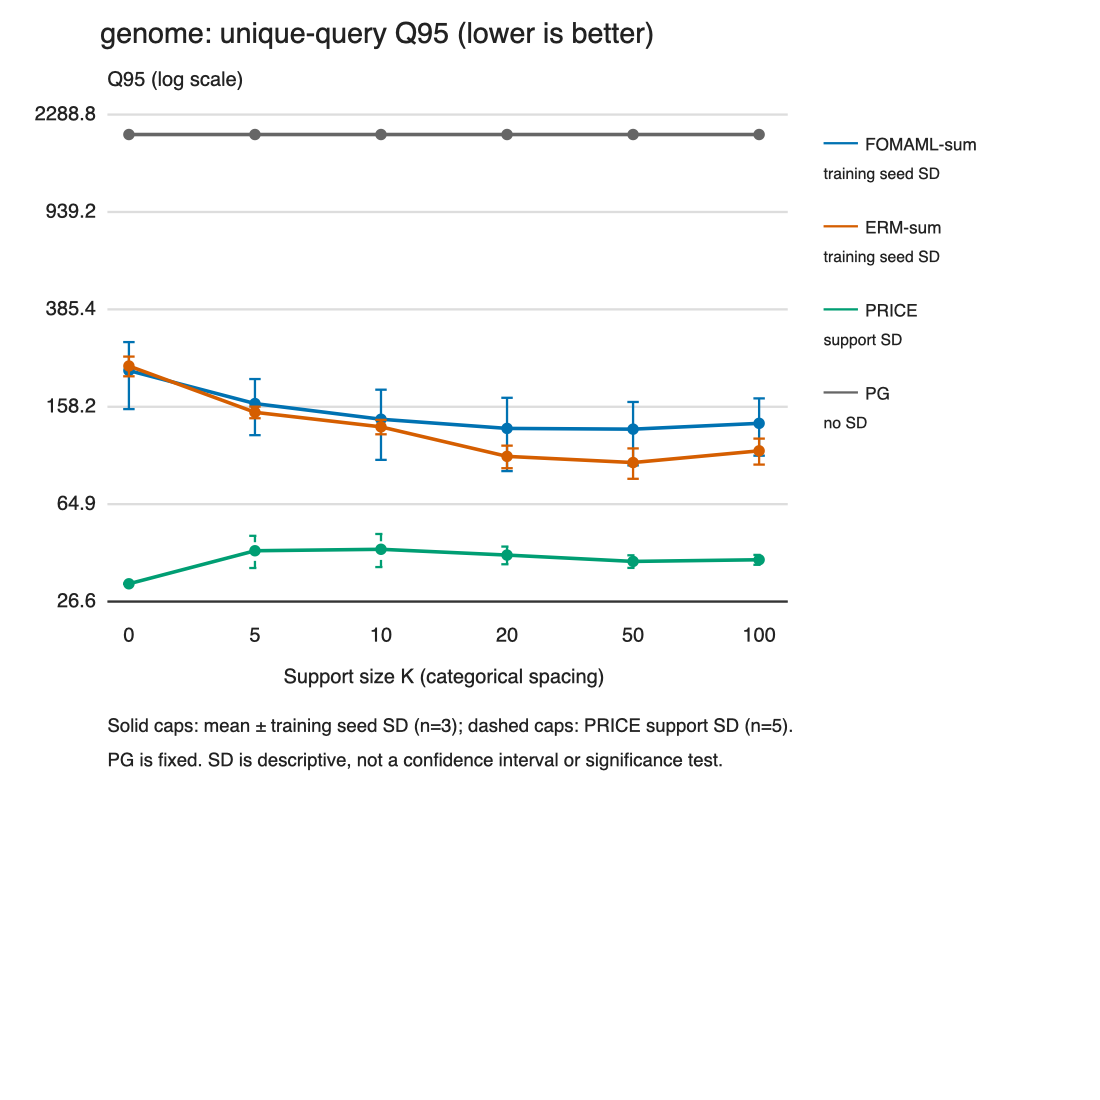 genome: unique-query Q95 (lower is better)
Q95 (log scale)
2288.8
939.2
385.4
158.2
64.9
26.6
0 5 10 20 50 100
Support size K (categorical spacing)
FOMAML-sum
training seed SD
ERM-sum
training seed SD
PRICE
support SD
PG
no SD
Solid caps: mean ± training seed SD (n=3); dashed caps: PRICE support SD (n=5).
PG is fixed. SD is descriptive, not a confidence interval or significance test.